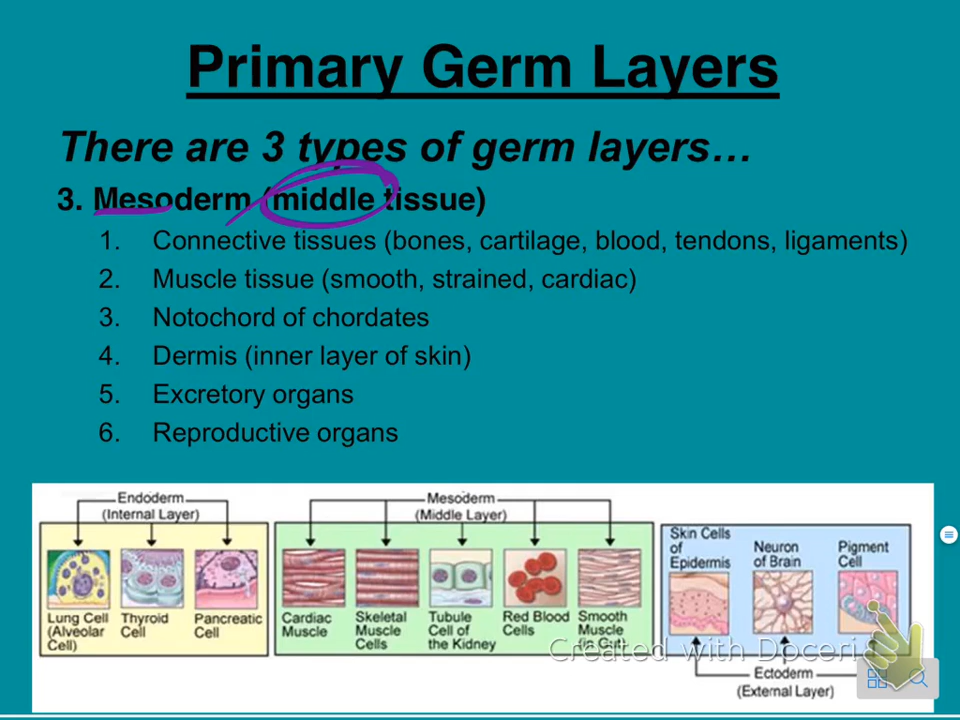 Primary Germ Layers
There are 3 types of germ layers…
3. Mesoderm (middle tissue)
1. Connective tissues (bones, cartilage, blood, tendons, ligaments)
2. Muscle tissue (smooth, strained, cardiac)
3. Notochord of chordates
4. Dermis (inner layer of skin)
5. Excretory organs
6. Reproductive organs
Endoderm
(Internal Layer)
Lung Cell
(Alveolar
Cell)
Thyroid
Cell
Pancreatic
Cell
Mesoderm
(Middle Layer)
Cardiac
Muscle
Skeletal
Muscle
Cells
Tubule
Cell of
the Kidney
Red Blood
Cells
Smooth
Muscle
(in Gut)
Skin Cells
of
Epidermis
Neuron
of Brain
Pigment
Cell
Ectoderm
(External Layer)
Created with Doceri